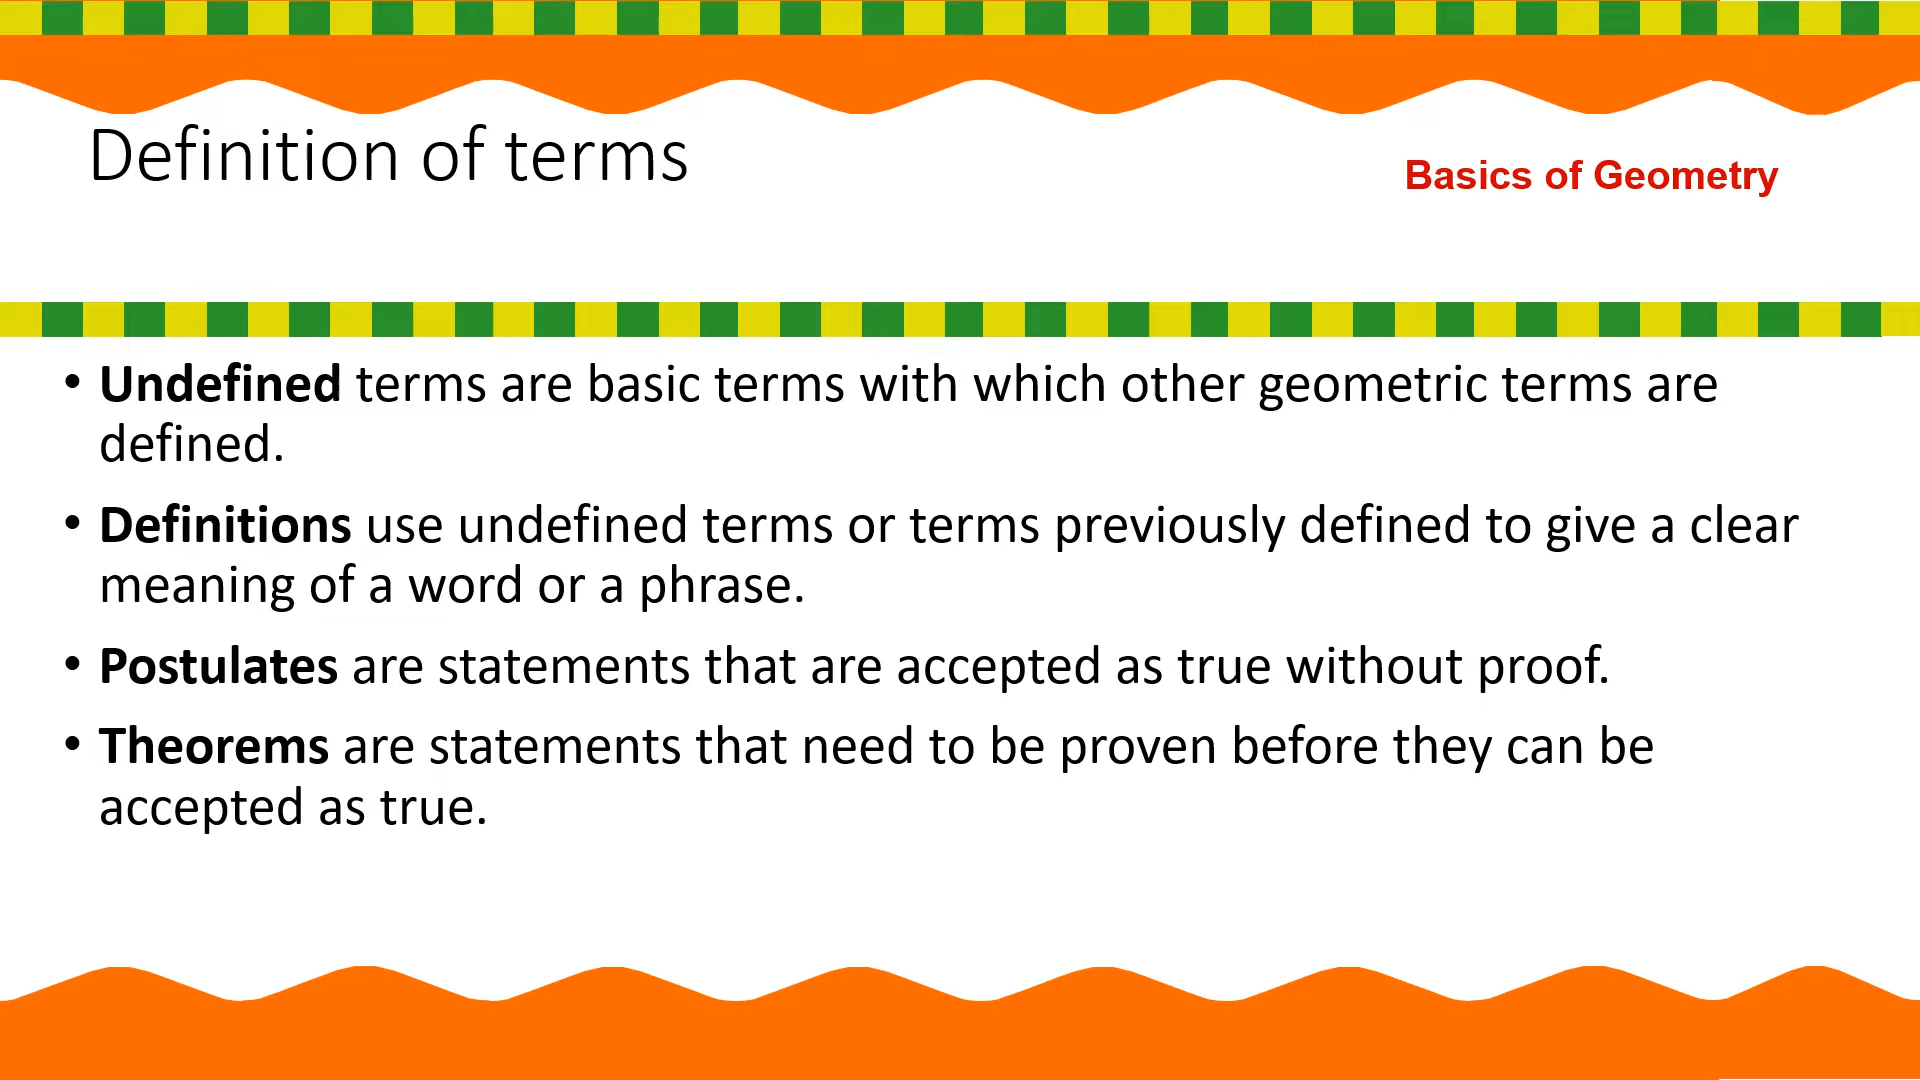 Definition of terms
Basics of Geometry
• Undefined terms are basic terms with which other geometric terms are
defined.
• Definitions use undefined terms or terms previously defined to give a clear
meaning of a word or a phrase.
• Postulates are statements that are accepted as true without proof.
• Theorems are statements that need to be proven before they can be
accepted as true.